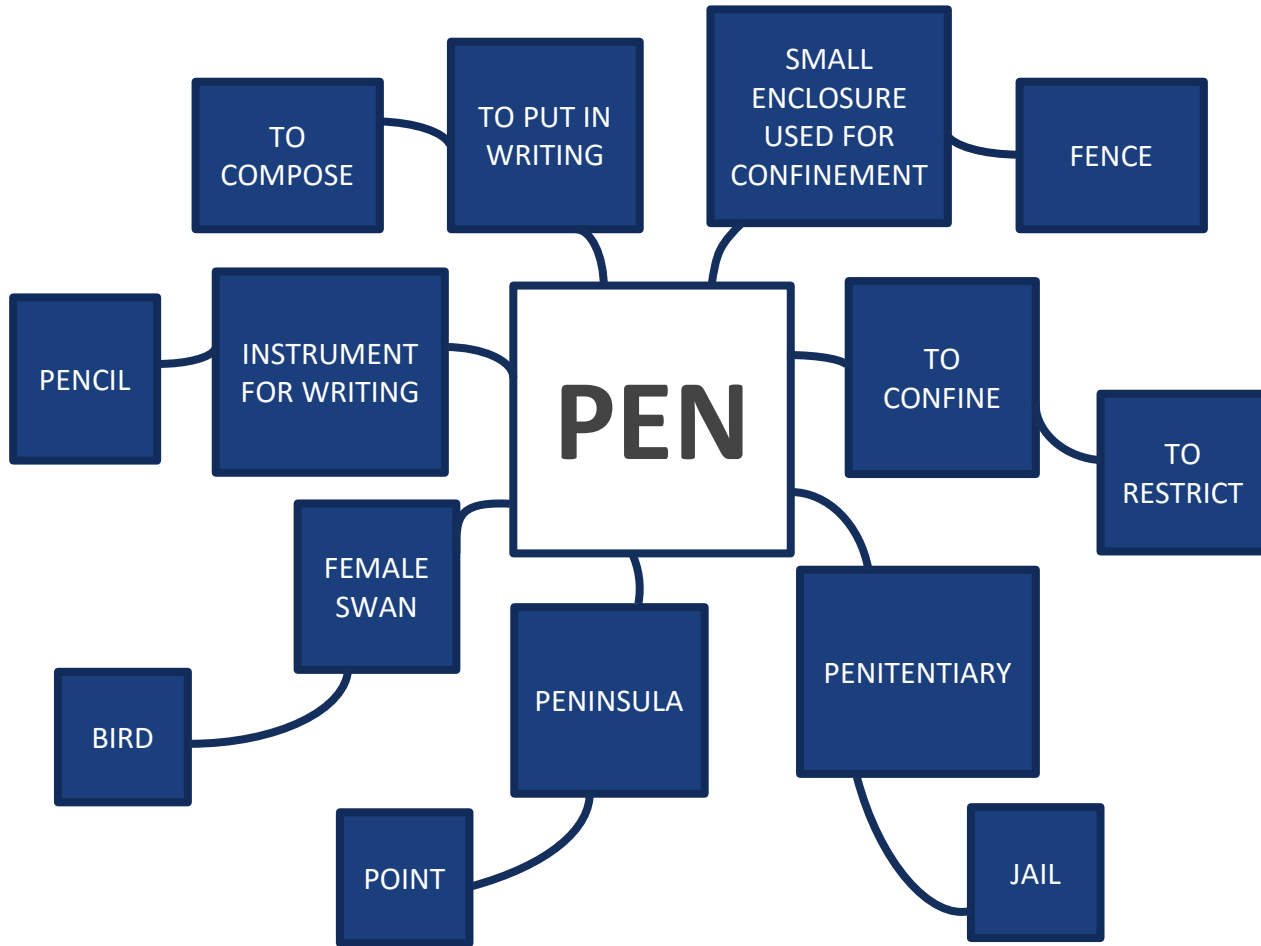 SMALL
ENCLOSURE
USED FOR
CONFINEMENT
TO PUT IN
WRITING
TO
COMPOSE
FENCE
INSTRUMENT
FOR WRITING
PENCIL
PEN
TO
CONFINE
TO
RESTRICT
FEMALE
SWAN
PENINSULA
PENITENTIARY
BIRD
POINT
JAIL